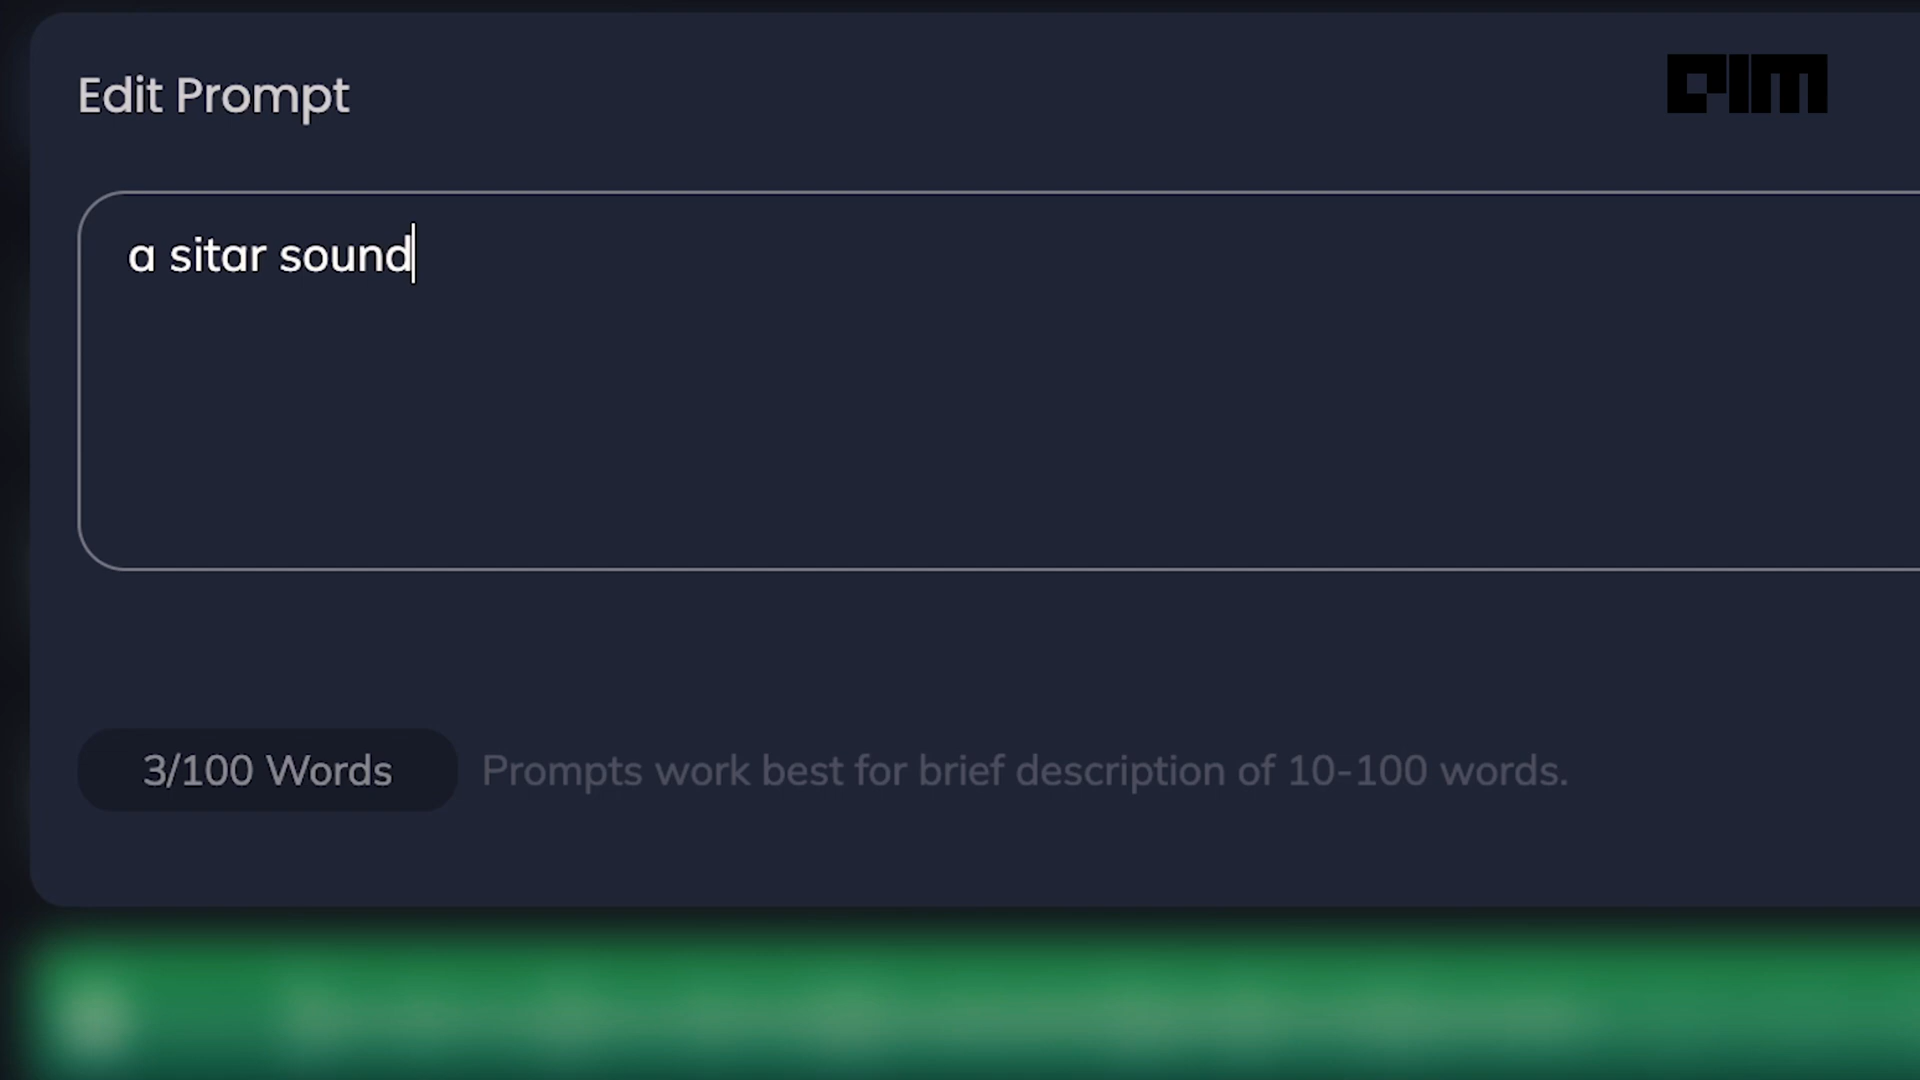 Edit Prompt
AIM
a sitar sound
3/100 Words
Prompts work best for brief description of 10-100 words.